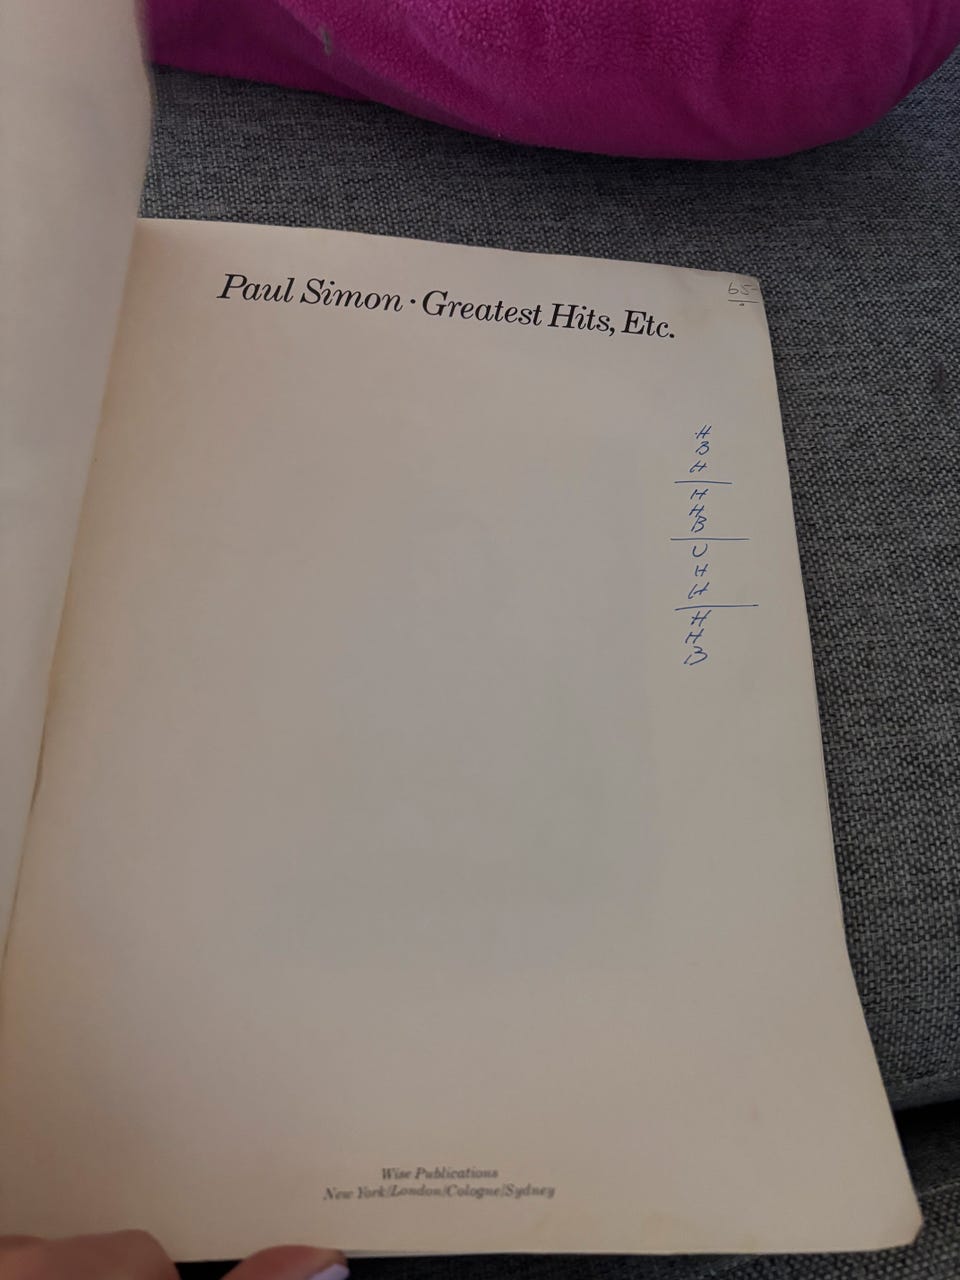 Paul Simon · Greatest Hits, Etc.
65-
H
B
H
H
H
B
U
H
H
H
H
B
Wise Publications
New York/London/Cologne/Sydney